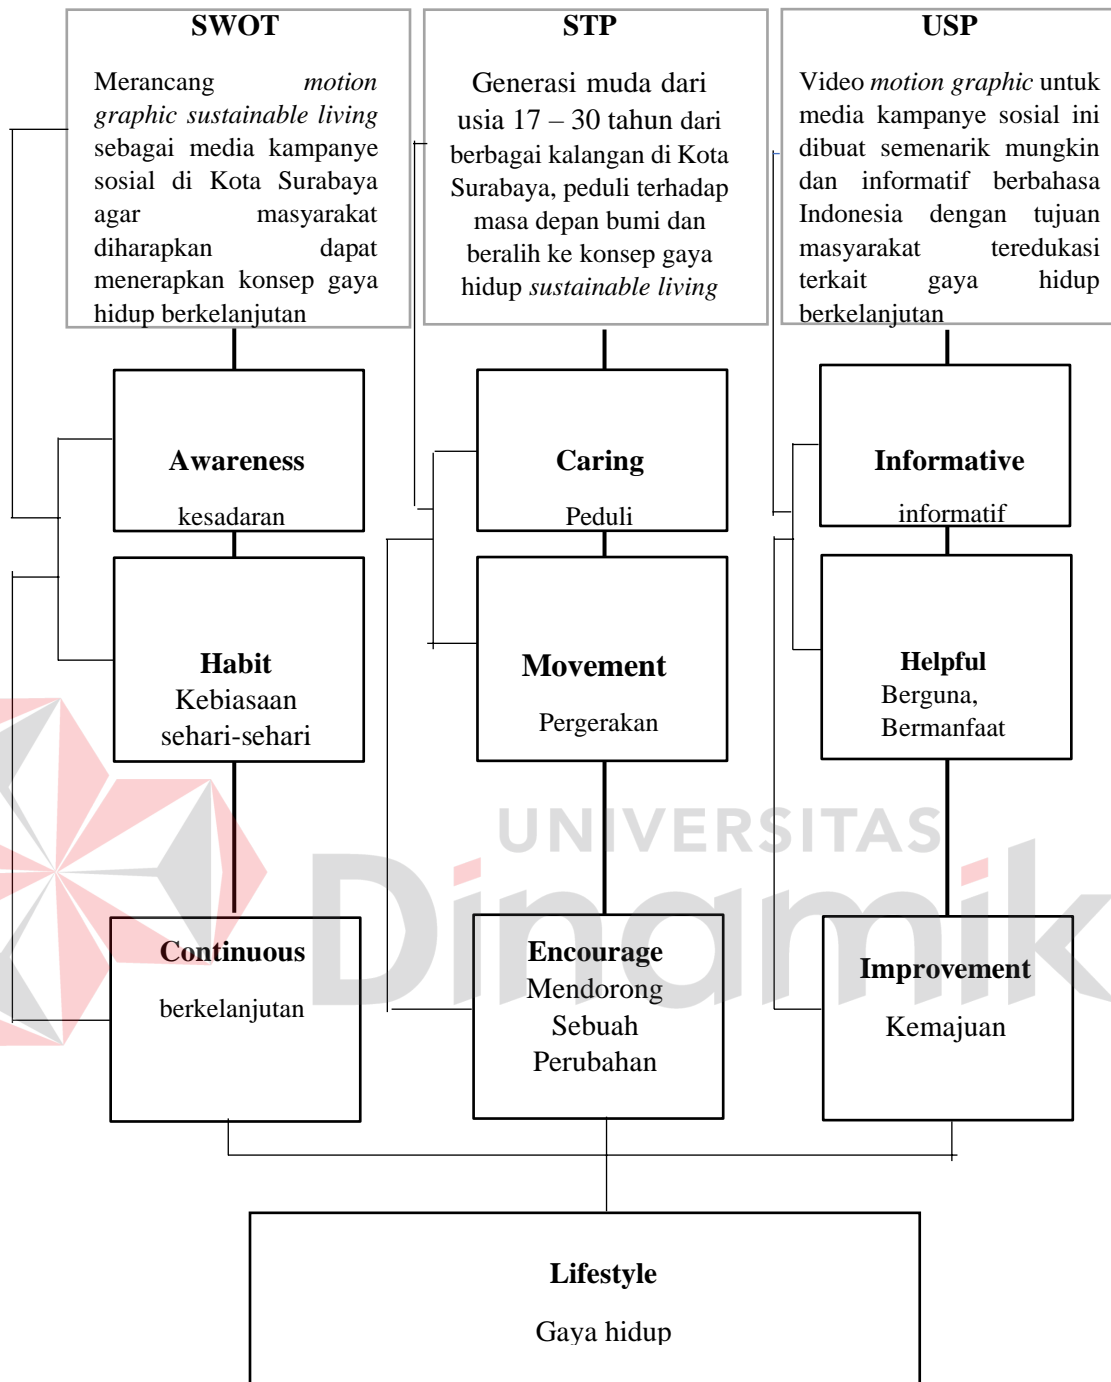 SWOT
Merancang motion
graphic sustainable living
sebagai media kampanye
sosial di Kota Surabaya
agar masyarakat
diharapkan dapat
menerapkan konsep gaya
hidup berkelanjutan
STP
Generasi muda dari
usia 17 – 30 tahun dari
berbagai kalangan di Kota
Surabaya, peduli terhadap
masa depan bumi dan
beralih ke konsep gaya
hidup sustainable living
USP
Video motion graphic untuk
media kampanye sosial ini
dibuat semenarik mungkin
dan informatif berbahasa
Indonesia dengan tujuan
masyarakat teredukasi
terkait gaya hidup
berkelanjutan
Awareness
kesadaran
Caring
Peduli
Informative
informatif
Habit
Kebiasaan
sehari-sehari
Movement
Pergerakan
Helpful
Berguna,
Bermanfaat
UNIVERSITAS
Dinamik
Continuous
berkelanjutan
Encourage
Mendorong
Sebuah
Perubahan
Improvement
Kemajuan
Lifestyle
Gaya hidup